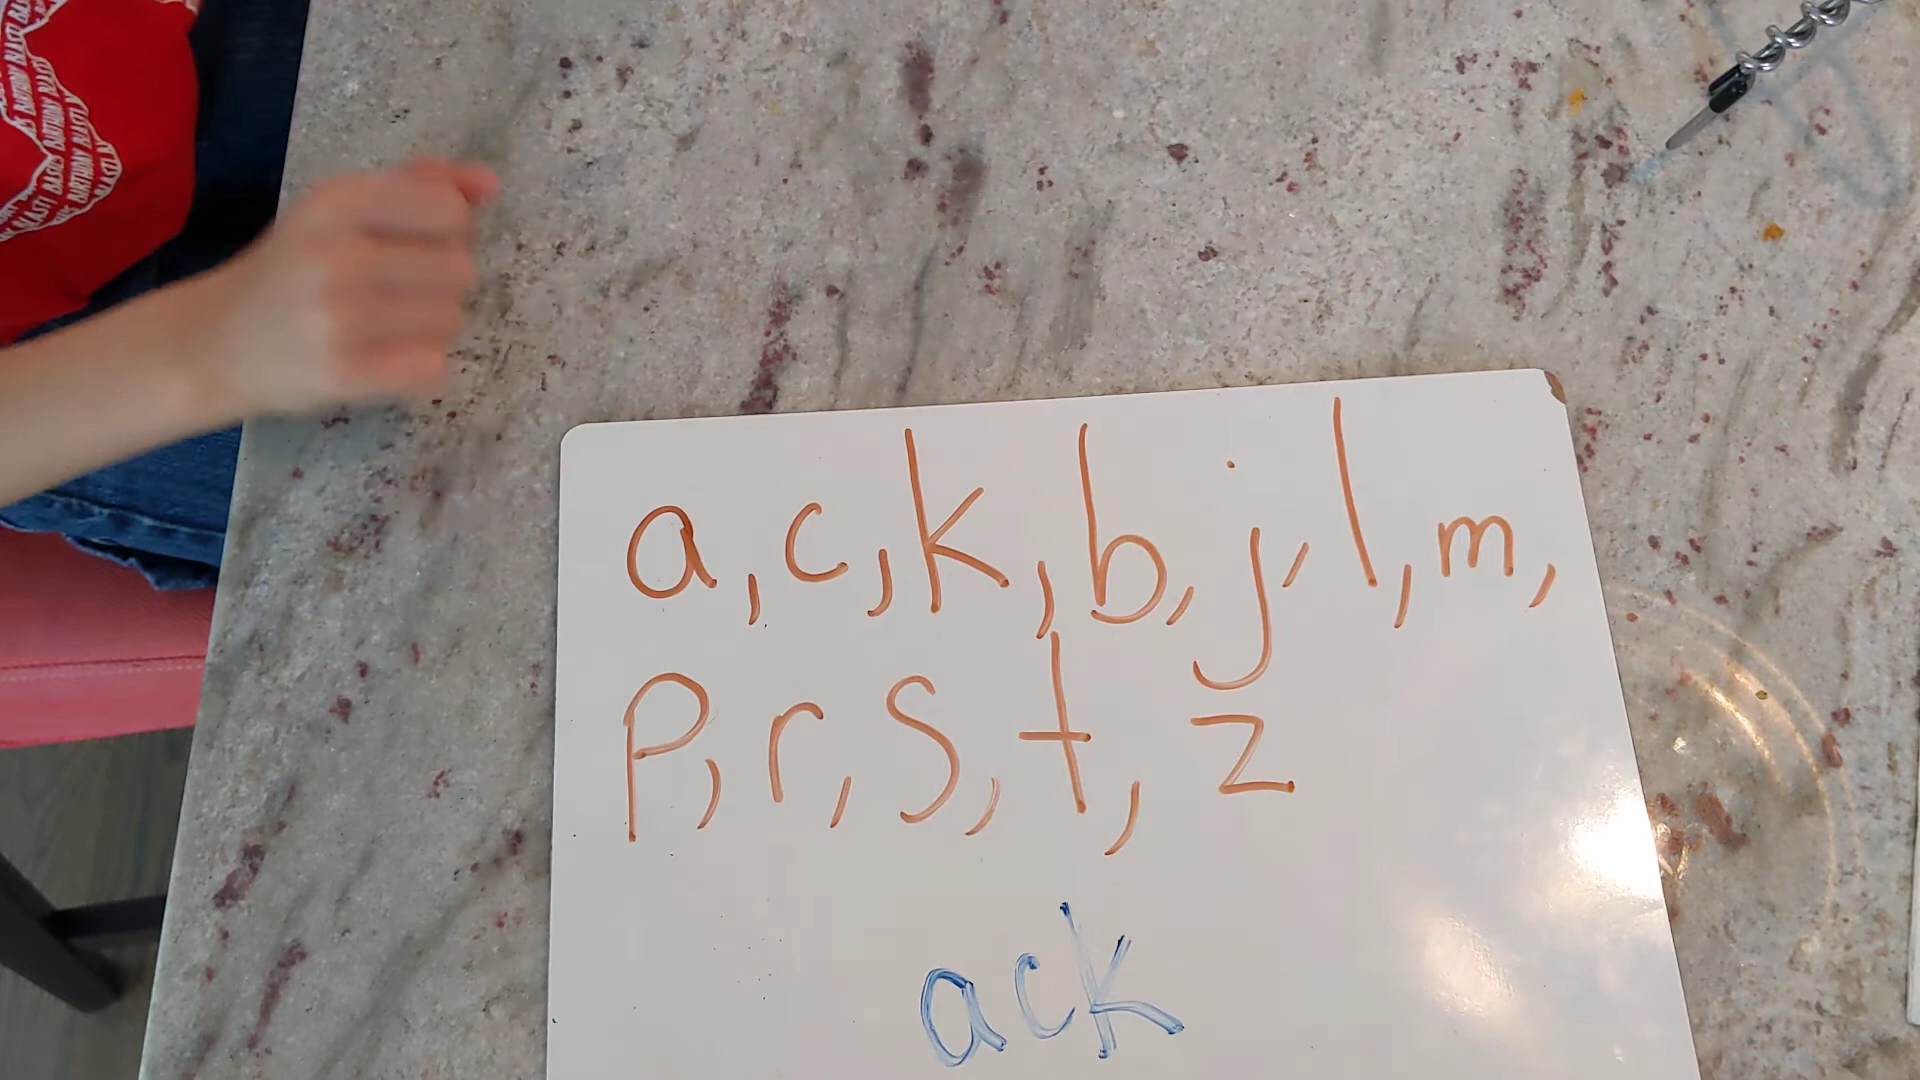 a, c, k, b, j, l, m,
p, r, s, t, z
ack